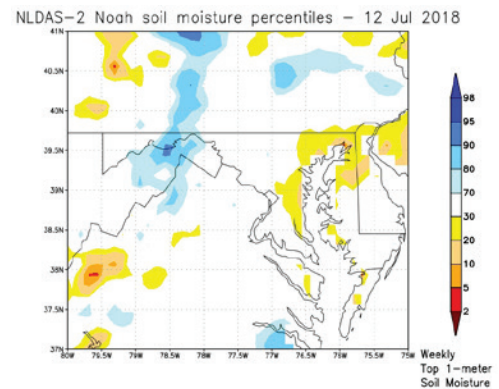 NLDAS-2 Noah soil moisture percentiles - 12 Jul 2018
41N
40.5N
40N
39.5N
39N
38.5N
38N
37.5N
37N
80W 79.5W 79W 78.5W 78W 77.5W 77W 76.5W 76W 75.5W 75W
98
95
90
80
70
30
20
10
5
2
Weekly
Top 1-meter
Soil Moisture